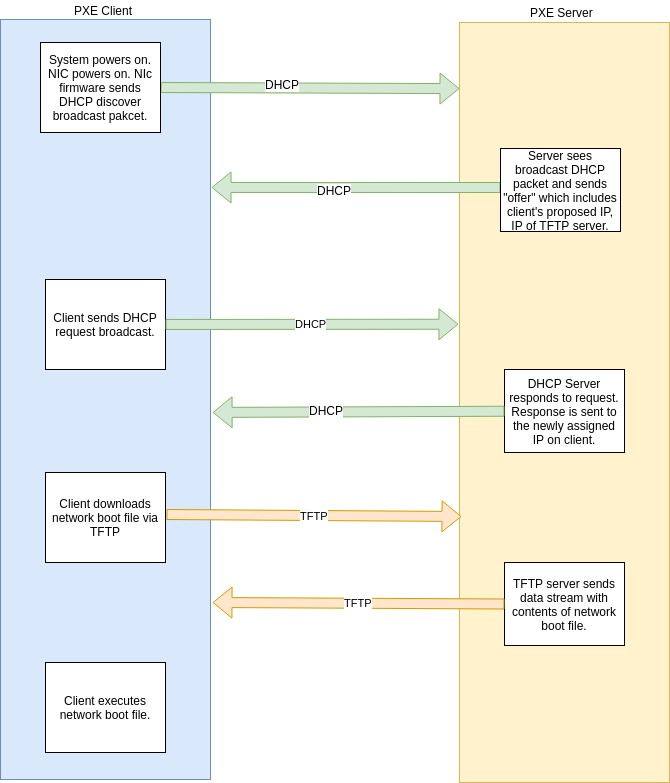 PXE Client
PXE Server
System powers on.
NIC powers on. NIc
firmware sends
DHCP discover
broadcast pakcet.
DHCP
Server sees
broadcast DHCP
packet and sends
"offer" which includes
client's proposed IP,
IP of TFTP server.
DHCP
Client sends DHCP
request broadcast.
DHCP
DHCP Server
responds to request.
Response is sent to
the newly assigned
IP on client.
DHCP
Client downloads
network boot file via
TFTP
TFTP
TFTP server sends
data stream with
contents of network
boot file.
TFTP
Client executes
network boot file.